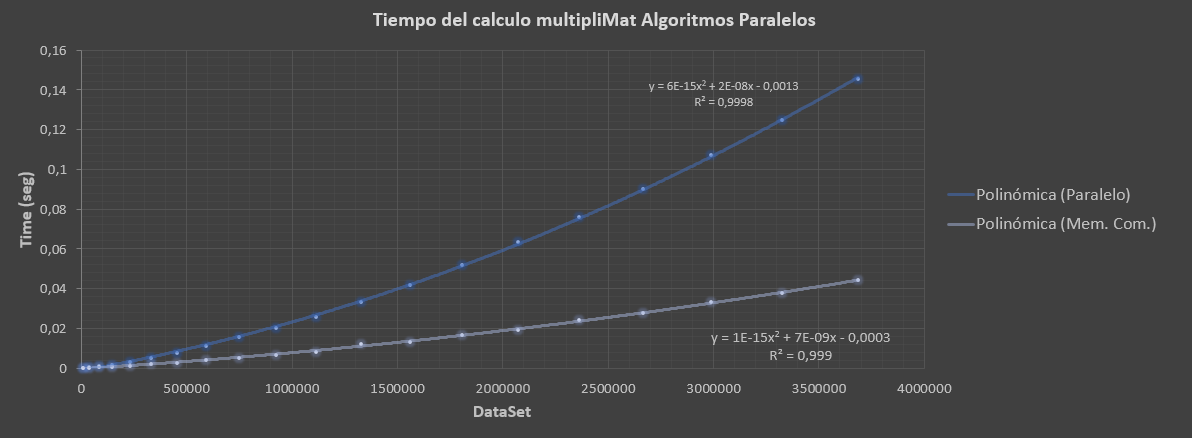 Tiempo del calculo multipliMat Algoritmos Paralelos
0,16
0,14
0,12
0,1
0,08
0,06
0,04
0,02
0
Time (seg)
y = 6E-15x² + 2E-08x - 0,0013
R² = 0,9998
y = 1E-15x² + 7E-09x - 0,0003
R² = 0,999
Polinómica (Paralelo)
Polinómica (Mem. Com.)
0 500000 1000000 1500000 2000000 2500000 3000000 3500000 4000000
DataSet